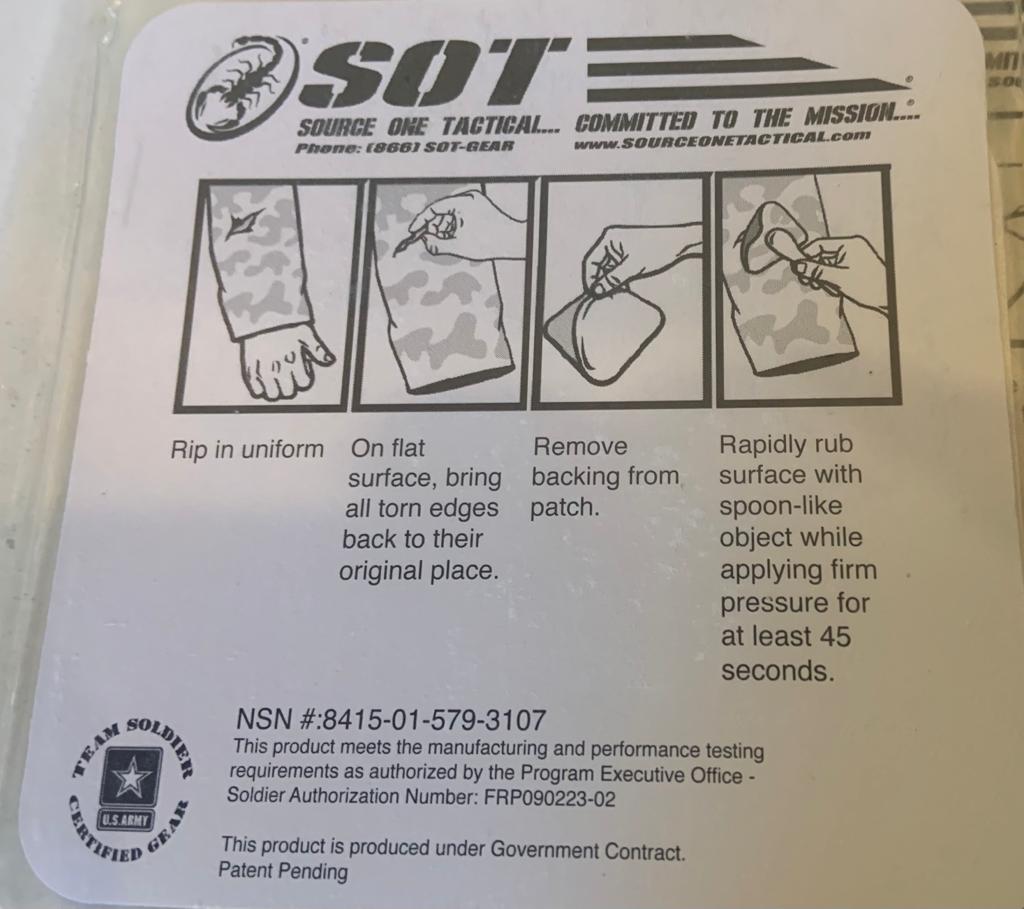 SOT
SOURCE ONE TACTICAL.... COMMITTED TO THE MISSION....
Phone: (866) SOT-GEAR www.SOURCEONETACTICAL.com
Rip in uniform
On flat
surface, bring
all torn edges
back to their
original place.
Remove
backing from
patch.
Rapidly rub
surface with
spoon-like
object while
applying firm
pressure for
at least 45
seconds.
TEAM SOLDIER
U.S.ARMY
CERTIFIED GEAR
NSN #:8415-01-579-3107
This product meets the manufacturing and performance testing
requirements as authorized by the Program Executive Office -
Soldier Authorization Number: FRP090223-02
This product is produced under Government Contract.
Patent Pending